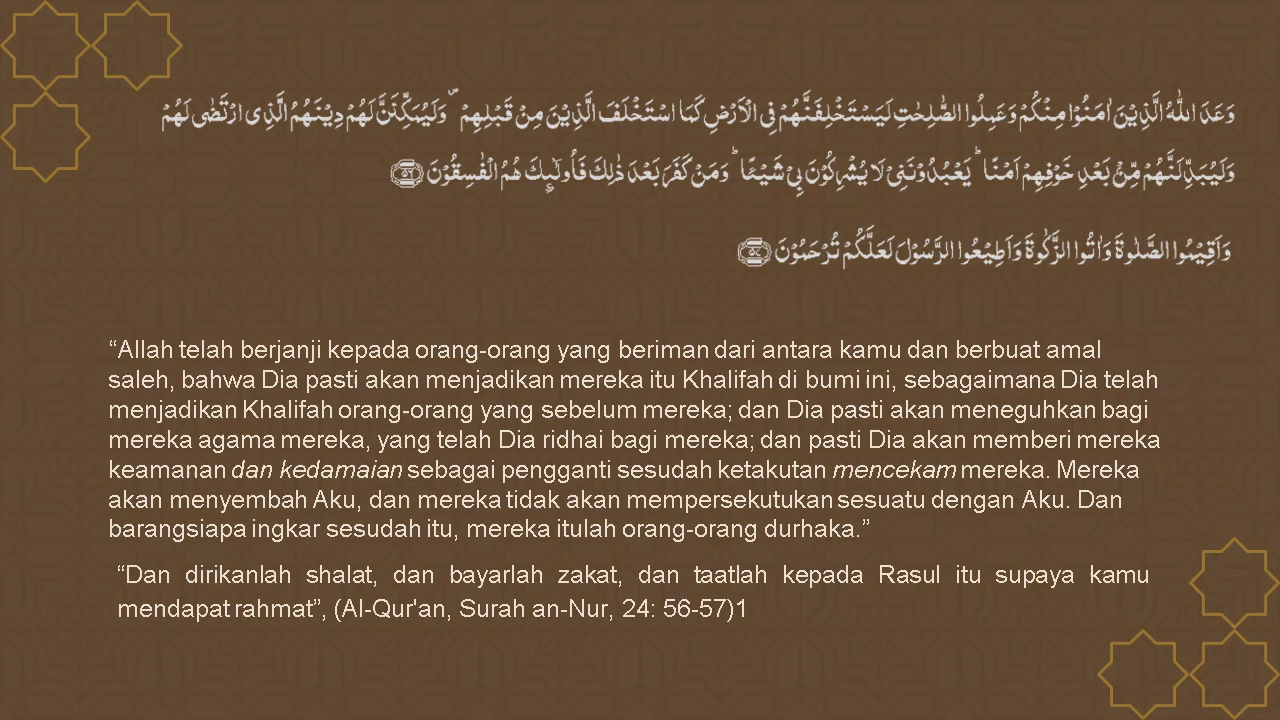 وَعَدَ اللّٰهُ الَّذِيْنَ اٰمَنُوْا مِنْكُمْ وَعَمِلُوا الصّٰلِحٰتِ لَيَسْتَخْلِفَنَّهُمْ فِى الْاَرْضِ كَمَا اسْتَخْلَفَ الَّذِيْنَ مِنْ قَبْلِهِمْ ۪ وَلَيُمَكِّنَنَّ لَهُمْ دِيْنَهُمُ الَّذِى ارْتَضٰى لَهُمْ
وَلَيُبَدِّلَنَّهُمْ مِّنْۢ بَعْدِ خَوْفِهِمْ اَمْنًا ؕ يَعْبُدُوْنَنِىْ لَا يُشْرِكُوْنَ بِىْ شَيْــًٔا ؕ وَمَنْ كَفَرَ بَعْدَ ذٰلِكَ فَاُولٰٓٮِٕكَ هُمُ الْفٰسِقُوْنَ
وَاَقِيْمُوا الصَّلٰوةَ وَاٰتُوا الزَّكٰوةَ وَاَطِيْعُوا الرَّسُوْلَ لَعَلَّكُمْ تُرْحَمُوْنَ
“Allah telah berjanji kepada orang-orang yang beriman dari antara kamu dan berbuat amal
saleh, bahwa Dia pasti akan menjadikan mereka itu Khalifah di bumi ini, sebagaimana Dia telah
menjadikan Khalifah orang-orang yang sebelum mereka; dan Dia pasti akan meneguhkan bagi
mereka agama mereka, yang telah Dia ridhai bagi mereka; dan pasti Dia akan memberi mereka
keamanan dan kedamaian sebagai pengganti sesudah ketakutan mencekam mereka. Mereka
akan menyembah Aku, dan mereka tidak akan mempersekutukan sesuatu dengan Aku. Dan
barangsiapa ingkar sesudah itu, mereka itulah orang-orang durhaka.”
“Dan dirikanlah shalat, dan bayarlah zakat, dan taatlah kepada Rasul itu supaya kamu
mendapat rahmat”, (Al-Qur'an, Surah an-Nur, 24: 56-57)1